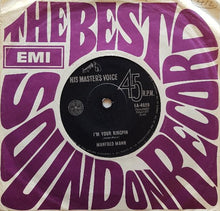 THE BEST
EMI
SOUND ON RECORD
HIS MASTER'S VOICE
45
R.P.M.
I'M YOUR KINGPIN
MANFRED MANN